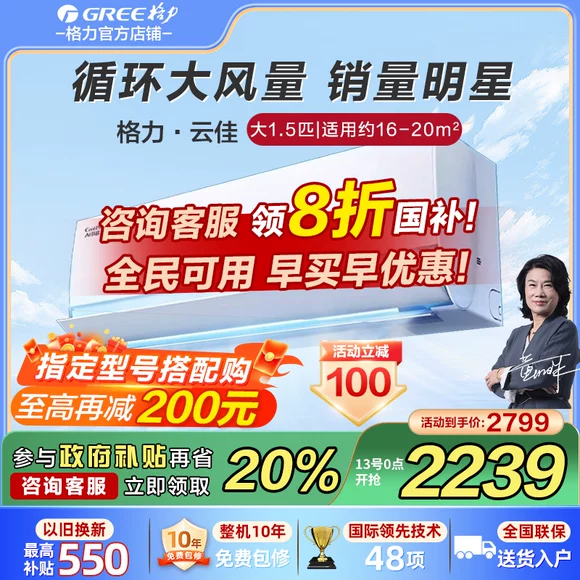 GREE格力
格力官方店铺
循环大风量 销量明星
格力·云佳 大1.5匹|适用约16-20m²
咨询客服 领8折国补!
全民可用 早买早优惠!
指定型号搭配购
至高再减200元
活动立减
100
活动到手价:2799
参与政府补贴再省
咨询客服 立即领取
20%
13号0点
开抢
2239
以旧换新
最高
补贴
550
10年
免费包修
整机10年
免费包修
国际领先技术
48项
全国联保
送货入户